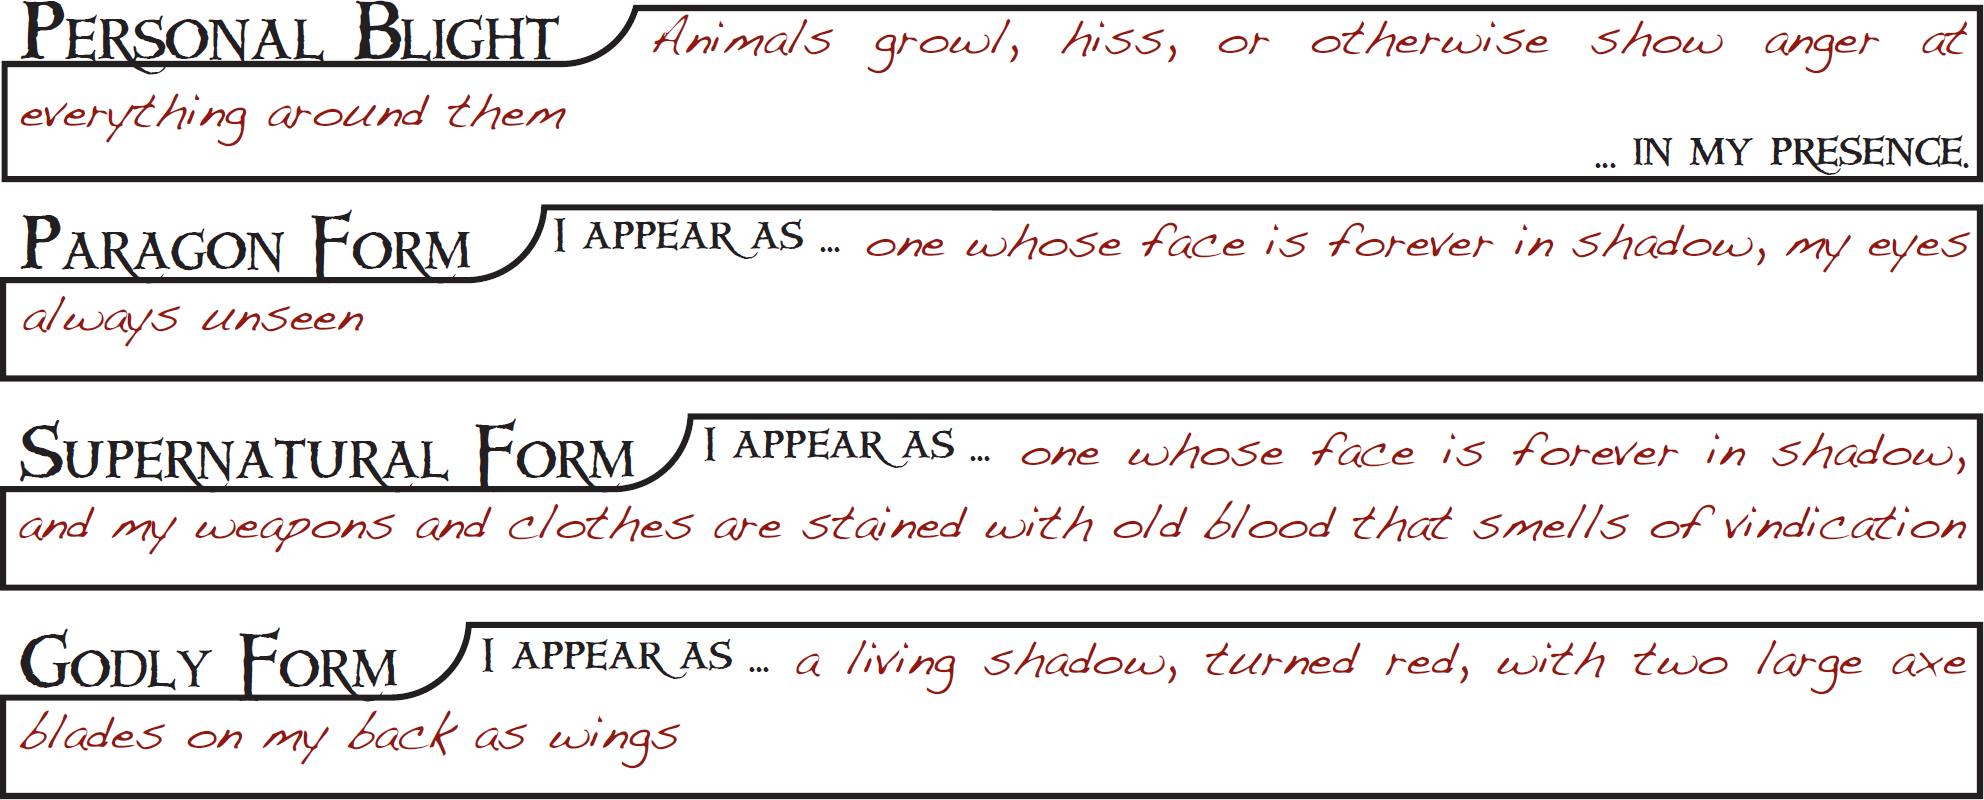 Personal Blight Animals growl, hiss, or otherwise show anger at
everything around them
... in my presence.
Paragon Form I appear as ... one whose face is forever in shadow, my eyes
always unseen
Supernatural Form I appear as ... one whose face is forever in shadow,
and my weapons and clothes are stained with old blood that smells of vindication
Godly Form I appear as ... a living shadow, turned red, with two large axe
blades on my back as wings